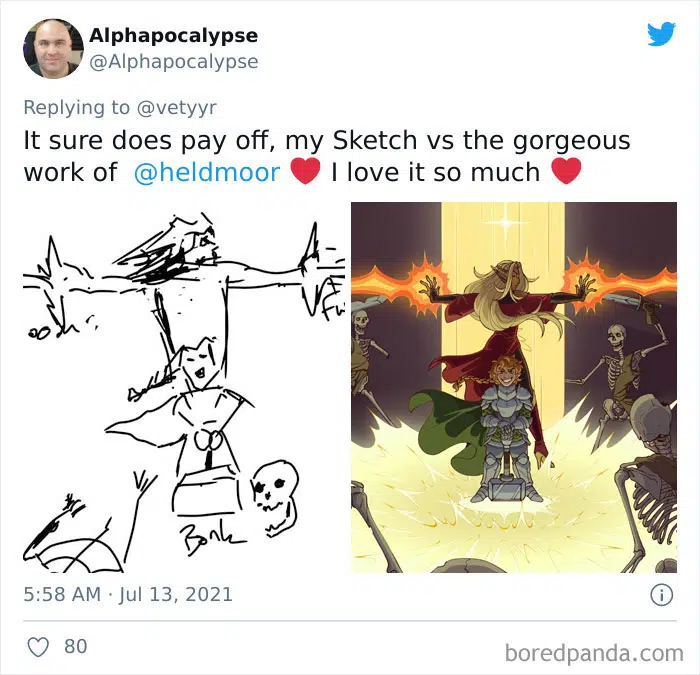 Alphapocalypse
@Alphapocalypse
Replying to @vetyyr
It sure does pay off, my Sketch vs the gorgeous
work of @heldmoor ❤️ I love it so much ❤️
Bonk
5:58 AM · Jul 13, 2021
80
boredpanda.com